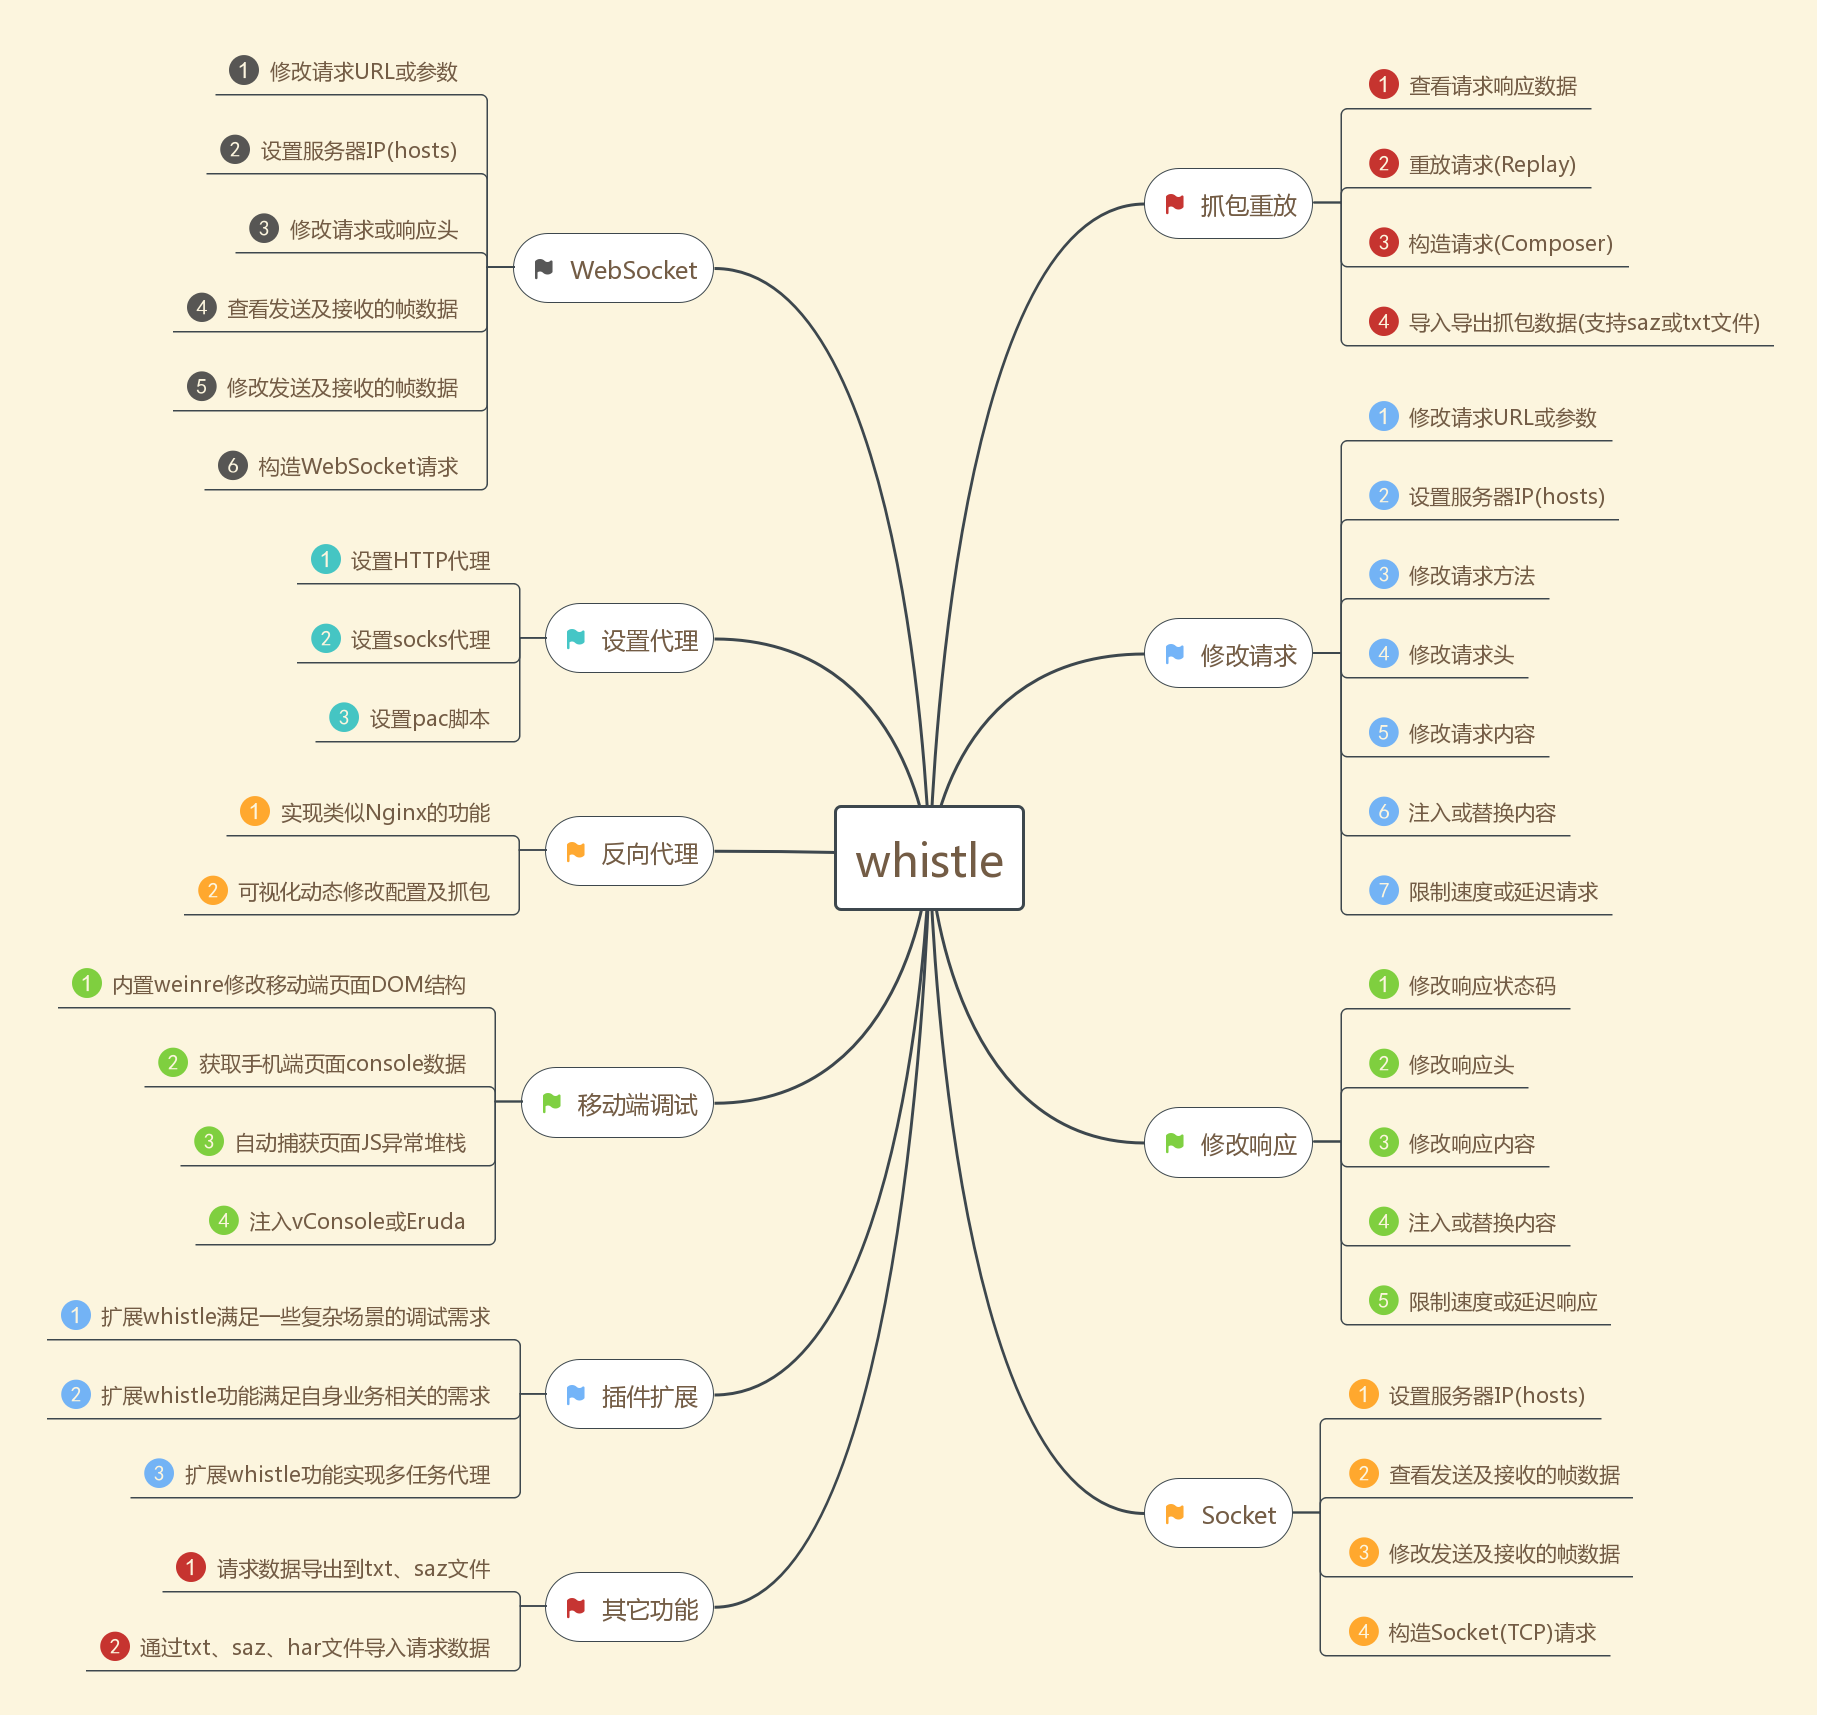 whistle
抓包重放
1 查看请求响应数据
2 重放请求(Replay)
3 构造请求(Composer)
4 导入导出抓包数据(支持saz或txt文件)
修改请求
1 修改请求URL或参数
2 设置服务器IP(hosts)
3 修改请求方法
4 修改请求头
5 修改请求内容
6 注入或替换内容
7 限制速度或延迟请求
修改响应
1 修改响应状态码
2 修改响应头
3 修改响应内容
4 注入或替换内容
5 限制速度或延迟响应
Socket
1 设置服务器IP(hosts)
2 查看发送及接收的帧数据
3 修改发送及接收的帧数据
4 构造Socket(TCP)请求
WebSocket
1 修改请求URL或参数
2 设置服务器IP(hosts)
3 修改请求或响应头
4 查看发送及接收的帧数据
5 修改发送及接收的帧数据
6 构造WebSocket请求
设置代理
1 设置HTTP代理
2 设置socks代理
3 设置pac脚本
反向代理
1 实现类似Nginx的功能
2 可视化动态修改配置及抓包
移动端调试
1 内置weinre修改移动端页面DOM结构
2 获取手机端页面console数据
3 自动捕获页面JS异常堆栈
4 注入vConsole或Eruda
插件扩展
1 扩展whistle满足一些复杂场景的调试需求
2 扩展whistle功能满足自身业务相关的需求
3 扩展whistle功能实现多任务代理
其它功能
1 请求数据导出到txt、saz文件
2 通过txt、saz、har文件导入请求数据